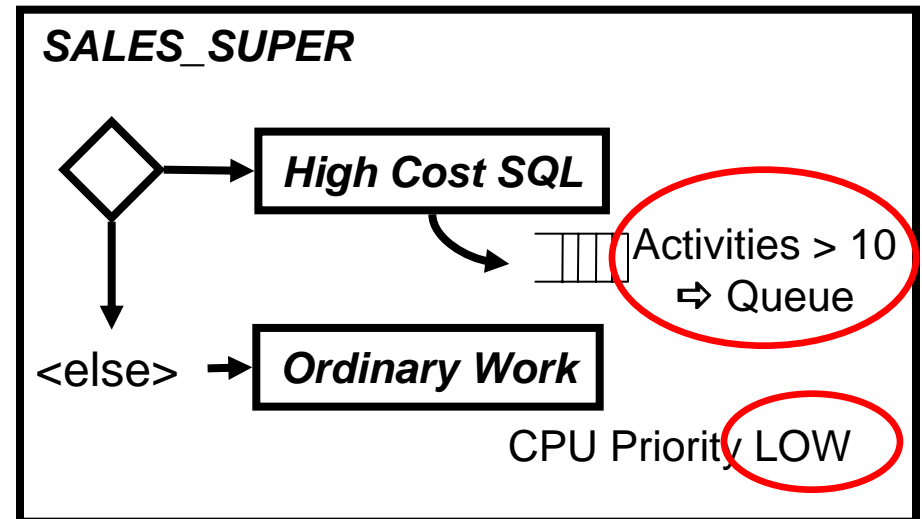 SALES_SUPER
High Cost SQL
Activities > 10
⇨ Queue
<else>
Ordinary Work
CPU Priority LOW